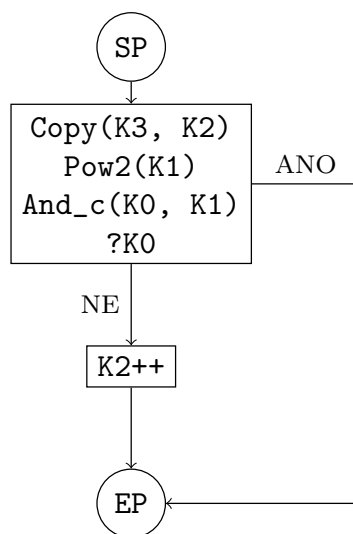 SP
Copy(K3, K2)
Pow2(K1)
And_c(K0, K1)
?K0
ANO
NE
K2++
EP